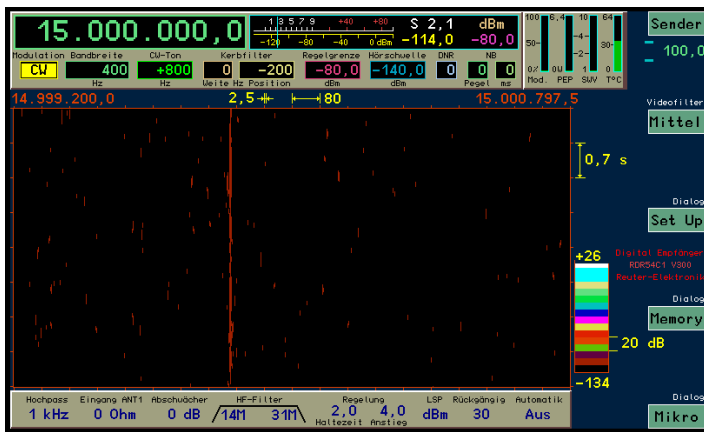 15.000.000,0
1 3 5 7 9 +40 +80 S 2,1 dBm
-120 -80 -40 0 dBm -114,0 -80,0
100 6,4 10 64
50- -4- 30-
-2-
0% 0W 1 0
Mod. PEP SWV T°C
Sender
100,0
Modulation Bandbreite CW-Ton Kerbfilter Regelgrenze Hörschwelle DNR NB
CW 400 +800 0 -200 -80,0 -140,0 0 0 0
Hz Hz Weite Hz Position dBm dBm Pegel ms
14.999.200,0 2,5 80 15.000.797,5
Videofilter
Mittel
0,7 s
Dialog
Set Up
+26
Digital Empfänger
RDR54C1 V300
Reuter-Elektronik
Dialog
Memory
20 dB
-134
Hochpass Eingang ANT1 Abschwächer HF-Filter Regelung LSP Rückgängig Automatik
1 kHz 0 Ohm 0 dB 14M 31M 2,0 4,0 dBm 30 Aus
Haltezeit Anstieg
Dialog
Mikro